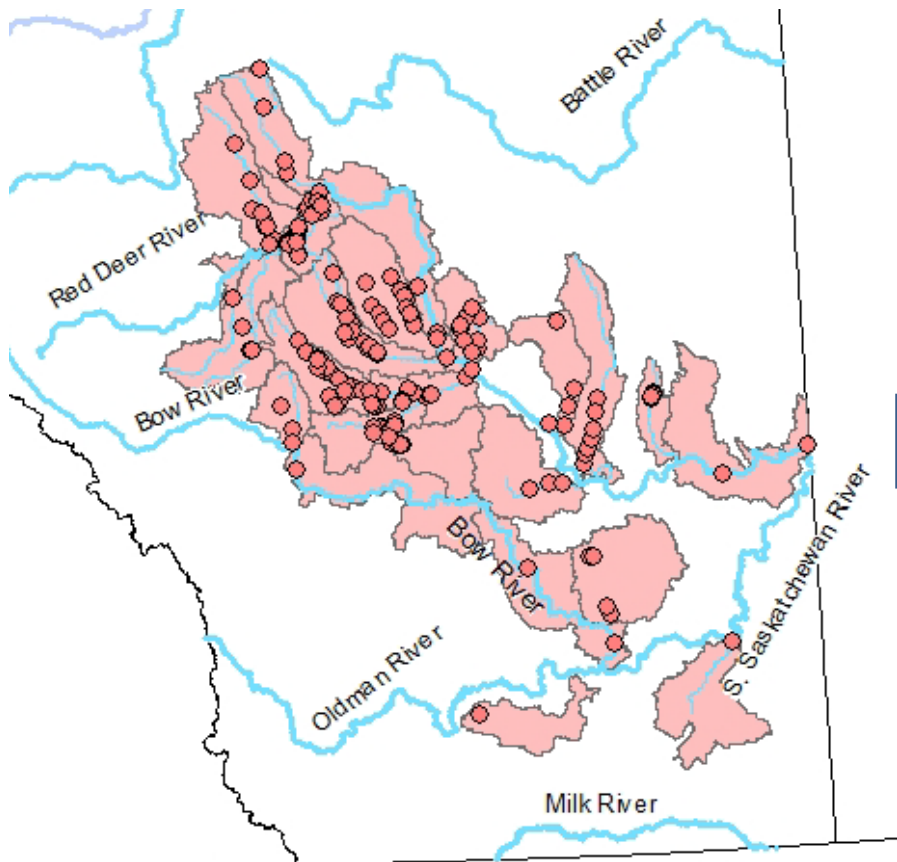 Battle River
Red Deer River
Bow River
Bow River
S. Saskatchewan River
Oldman River
Milk River